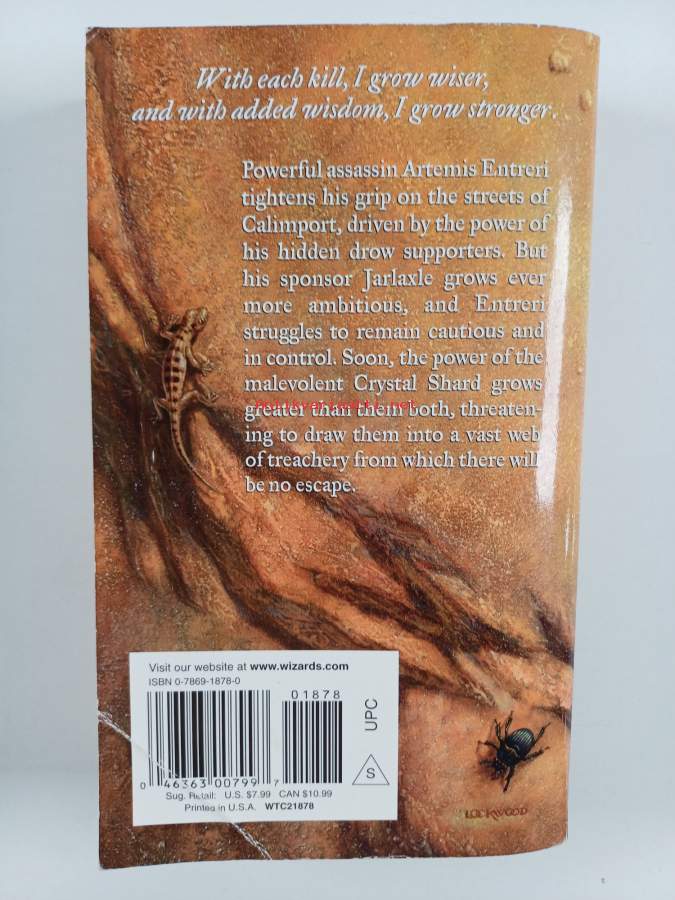 With each kill, I grow wiser,
and with added wisdom, I grow stronger.
Powerful assassin Artemis Entreri
tightens his grip on the streets of
Calimport, driven by the power of
his hidden drow supporters. But
his sponsor Jarlaxle grows ever
more ambitious, and Entreri
struggles to remain cautious and
in control. Soon, the power of the
malevolent Crystal Shard grows
greater than them both, threaten-
ing to draw them into a vast web
of treachery from which there will
be no escape.
Visit our website at www.wizards.com
ISBN 0-7869-1878-0
01878
UPC
S
0 46363 00799 7
Sug. Retail: U.S. $7.99 CAN $10.99
Printed in U.S.A. WTC21878
LOCKWOOD